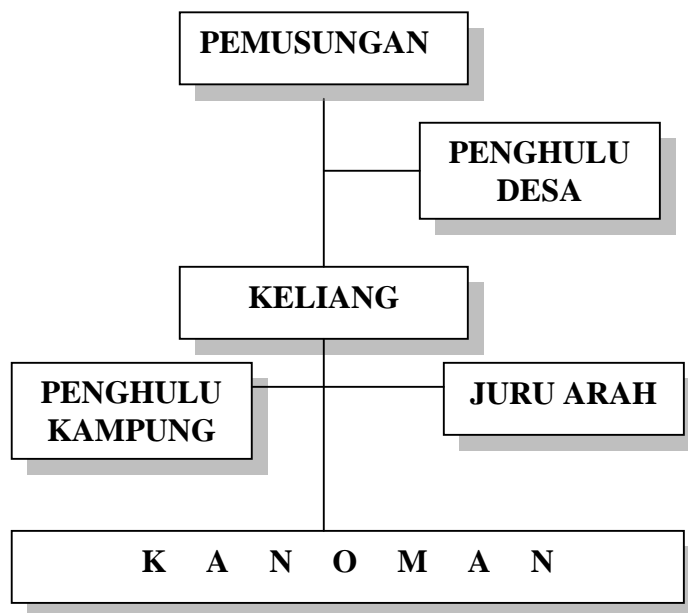 PEMUSUNGAN
PENGHULU
DESA
KELIANG
PENGHULU
KAMPUNG
JURU ARAH
K A N O M A N